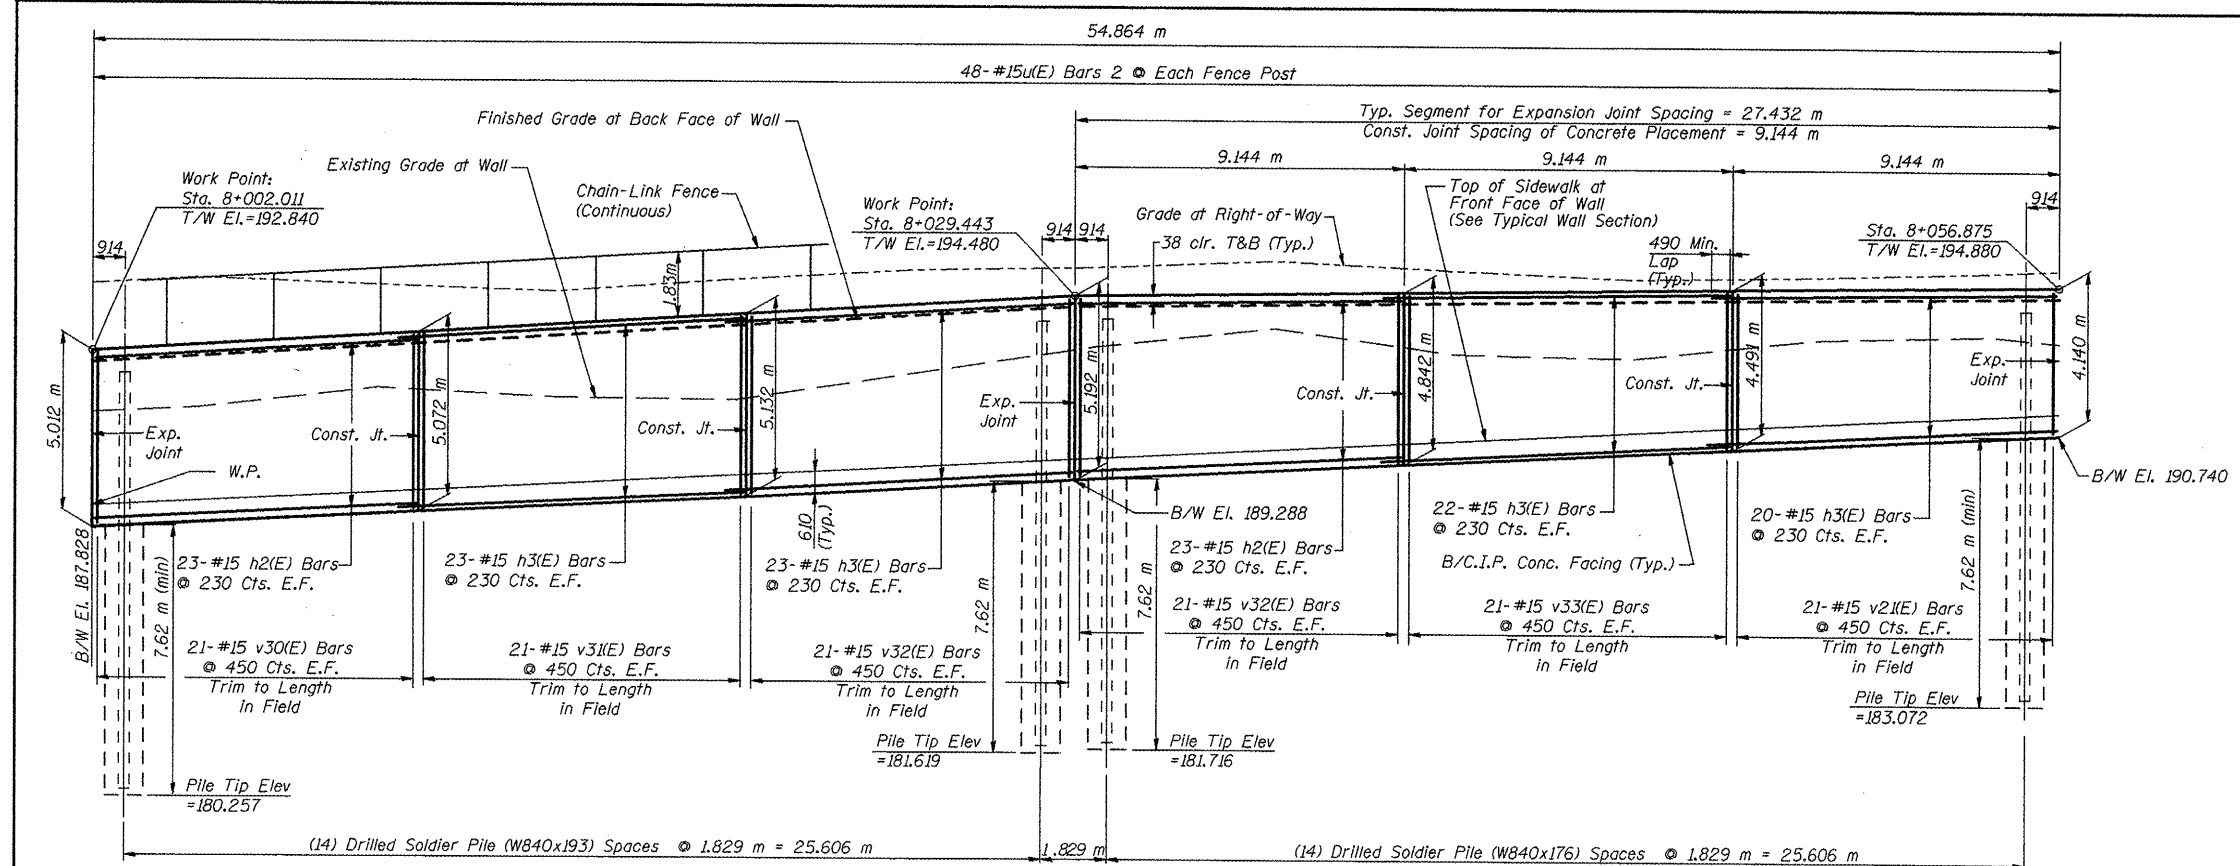 54.864 m
48-#15u(E) Bars 2 @ Each Fence Post
Typ. Segment for Expansion Joint Spacing = 27.432 m
Const. Joint Spacing of Concrete Placement = 9.144 m
Finished Grade at Back Face of Wall
Existing Grade at Wall
Chain-Link Fence
(Continuous)
Work Point:
Sta. 8+002.011
T/W El.=192.840
914
Work Point:
Sta. 8+029.443
T/W El.=194.480
914
914
9.144 m
9.144 m
9.144 m
Grade at Right-of-Way
38 clr. T&B (Typ.)
Top of Sidewalk at
Front Face of Wall
(See Typical Wall Section)
490 Min.
Lap
(Typ.)
914
Sta. 8+056.875
T/W El.=194.880
1.83m
5.012 m
5.072 m
5.132 m
5.192 m
4.842 m
4.491 m
4.140 m
Exp.
Joint
W.P.
Const. Jt.
Const. Jt.
Exp.
Joint
Const. Jt.
Const. Jt.
Exp.
Joint
610
(Typ.)
B/W El. 187.828
7.62 m (min)
23-#15 h2(E) Bars
@ 230 Cts. E.F.
23-#15 h3(E) Bars
@ 230 Cts. E.F.
23-#15 h3(E) Bars
@ 230 Cts. E.F.
7.62 m
B/W El. 189.288
23-#15 h2(E) Bars
@ 230 Cts. E.F.
7.62 m
22-#15 h3(E) Bars
@ 230 Cts. E.F.
B/C.I.P. Conc. Facing (Typ.)
20-#15 h3(E) Bars
@ 230 Cts. E.F.
7.62 m (min)
B/W El. 190.740
21-#15 v30(E) Bars
@ 450 Cts. E.F.
Trim to Length
in Field
21-#15 v31(E) Bars
@ 450 Cts. E.F.
Trim to Length
in Field
21-#15 v32(E) Bars
@ 450 Cts. E.F.
Trim to Length
in Field
21-#15 v32(E) Bars
@ 450 Cts. E.F.
Trim to Length
in Field
21-#15 v33(E) Bars
@ 450 Cts. E.F.
Trim to Length
in Field
21-#15 v21(E) Bars
@ 450 Cts. E.F.
Trim to Length
in Field
Pile Tip Elev
=180.257
Pile Tip Elev
=181.619
Pile Tip Elev
=181.716
Pile Tip Elev
=183.072
(14) Drilled Soldier Pile (W840x193) Spaces @ 1.829 m = 25.606 m
1.829 m
(14) Drilled Soldier Pile (W840x176) Spaces @ 1.829 m = 25.606 m